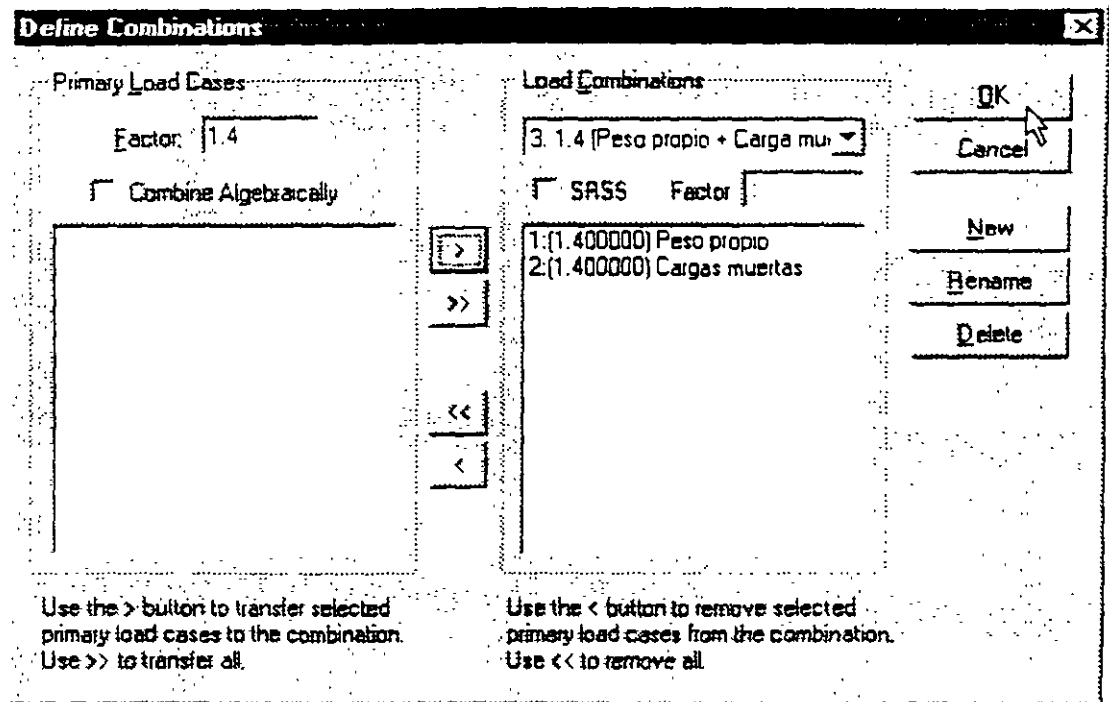 Define Combinations
Primary Load Cases
Factor: 1.4
Combine Algebraically
>
>>
<<
<
Use the > button to transfer selected
primary load cases to the combination.
Use >> to transfer all.
Load Combinations
3. 1.4 (Peso propio + Carga mu
SRSS Factor
1:(1.400000) Peso propio
2:(1.400000) Cargas muertas
Use the < button to remove selected
primary load cases from the combination.
Use << to remove all
OK
Cancel
New
Rename
Delete